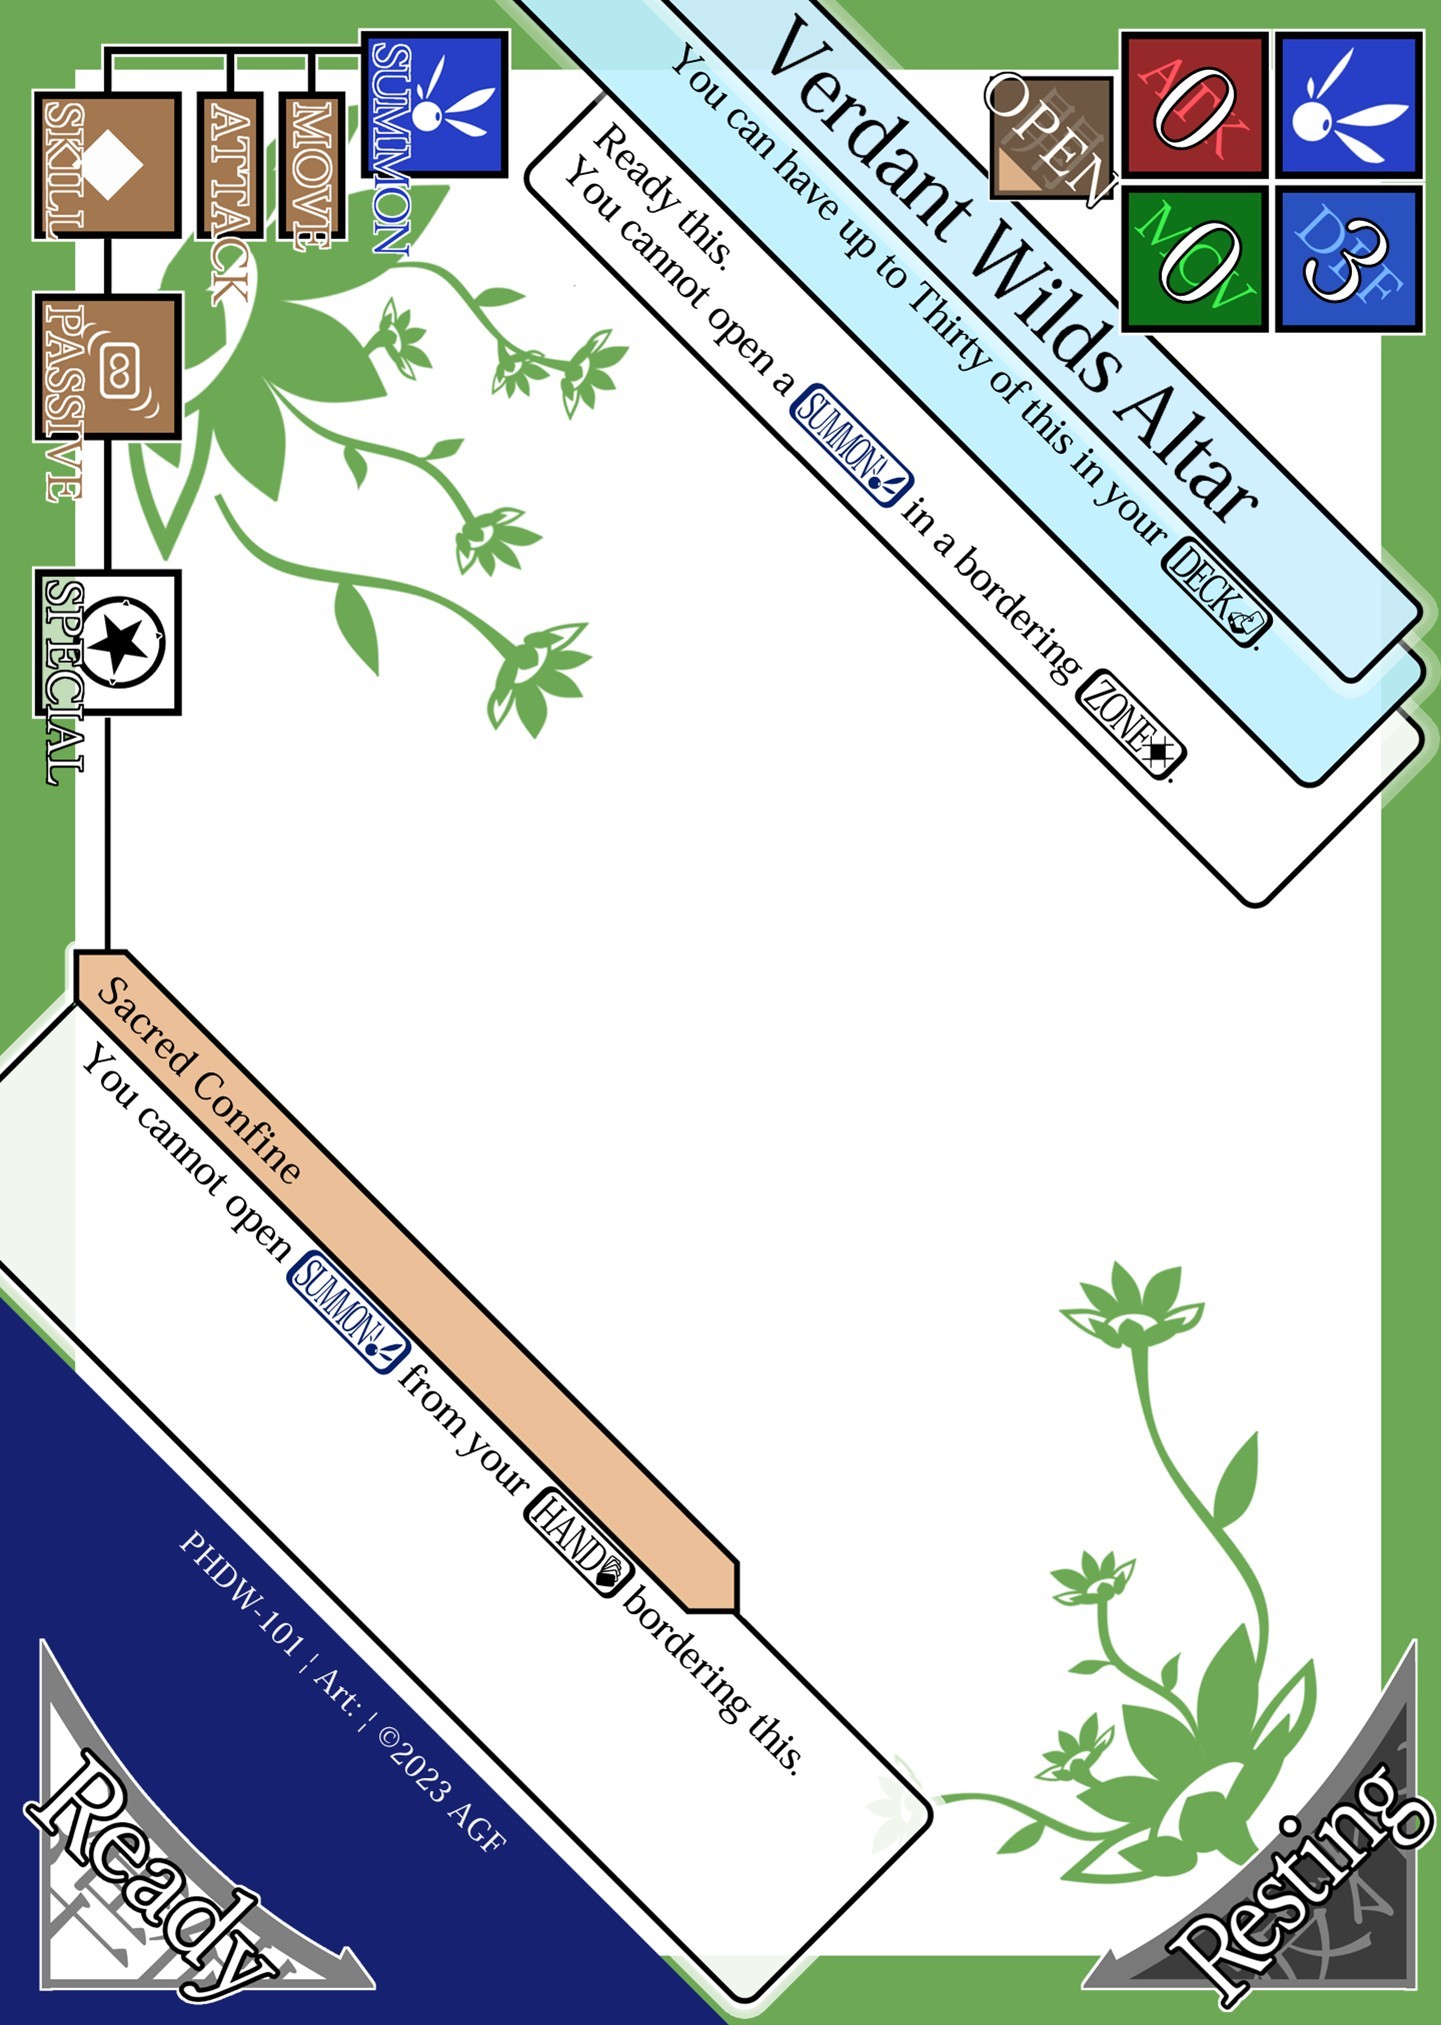 Verdant Wilds Altar
You can have up to Thirty of this in your DECK.
Ready this.
You cannot open a SUMMON in a bordering ZONE.
OPEN
開
ATK
0
MOV
0
DEF
3
SUMMON
MOVE
ATTACK
SKILL
PASSIVE
8
SPECIAL
Sacred Confine
You cannot open SUMMON from your HAND bordering this.
PHDW-101 ¦ Art: ¦ ©2023 AGF
Ready
Resting